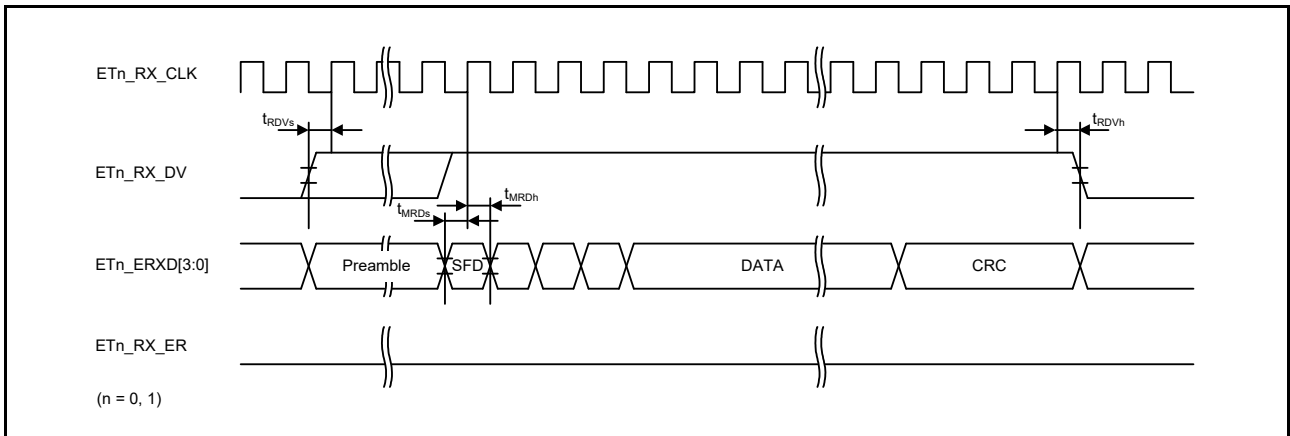 ETn_RX_CLK
tRDVs
tRDVh
ETn_RX_DV
tMRDs
tMRDh
ETn_ERXD[3:0]
Preamble
SFD
DATA
CRC
ETn_RX_ER
(n = 0, 1)